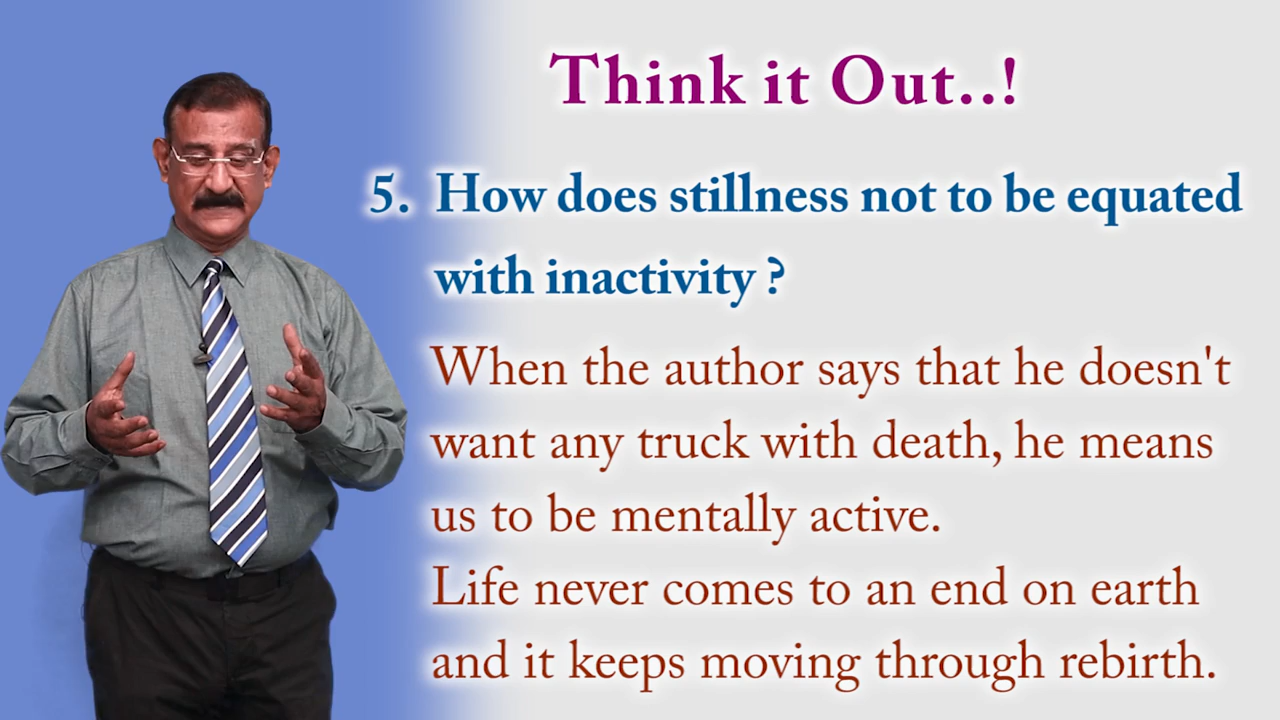 Think it Out..!
5. How does stillness not to be equated
with inactivity ?
When the author says that he doesn't
want any truck with death, he means
us to be mentally active.
Life never comes to an end on earth
and it keeps moving through rebirth.